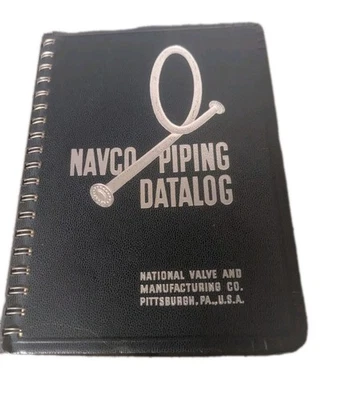 NAVCO PIPING
DATALOG
NATIONAL VALVE AND
MANUFACTURING CO.
PITTSBURGH, PA., U.S.A.